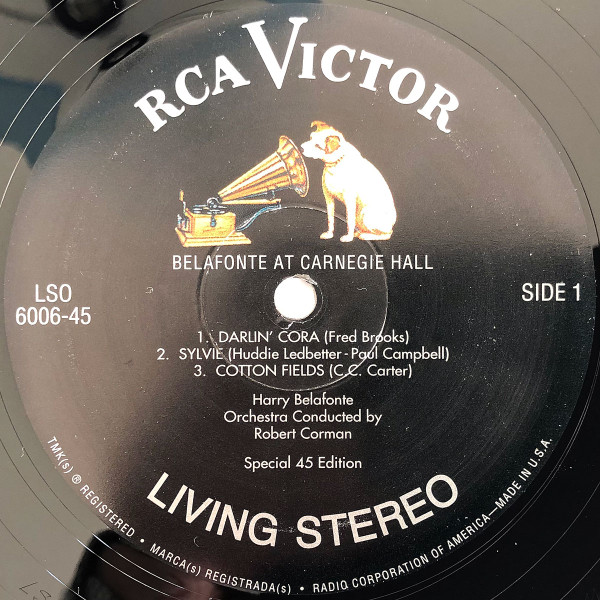 RCA VICTOR
BELAFONTE AT CARNEGIE HALL
LSO
6006-45
SIDE 1
1. DARLIN' CORA (Fred Brooks)
2. SYLVIE (Huddie Ledbetter - Paul Campbell)
3. COTTON FIELDS (C.C. Carter)
Harry Belafonte
Orchestra Conducted by
Robert Corman
Special 45 Edition
LIVING STEREO
TMK(s) ® REGISTERED • MARCA(s) REGISTRADA(s) • RADIO CORPORATION OF AMERICA—MADE IN U.S.A.